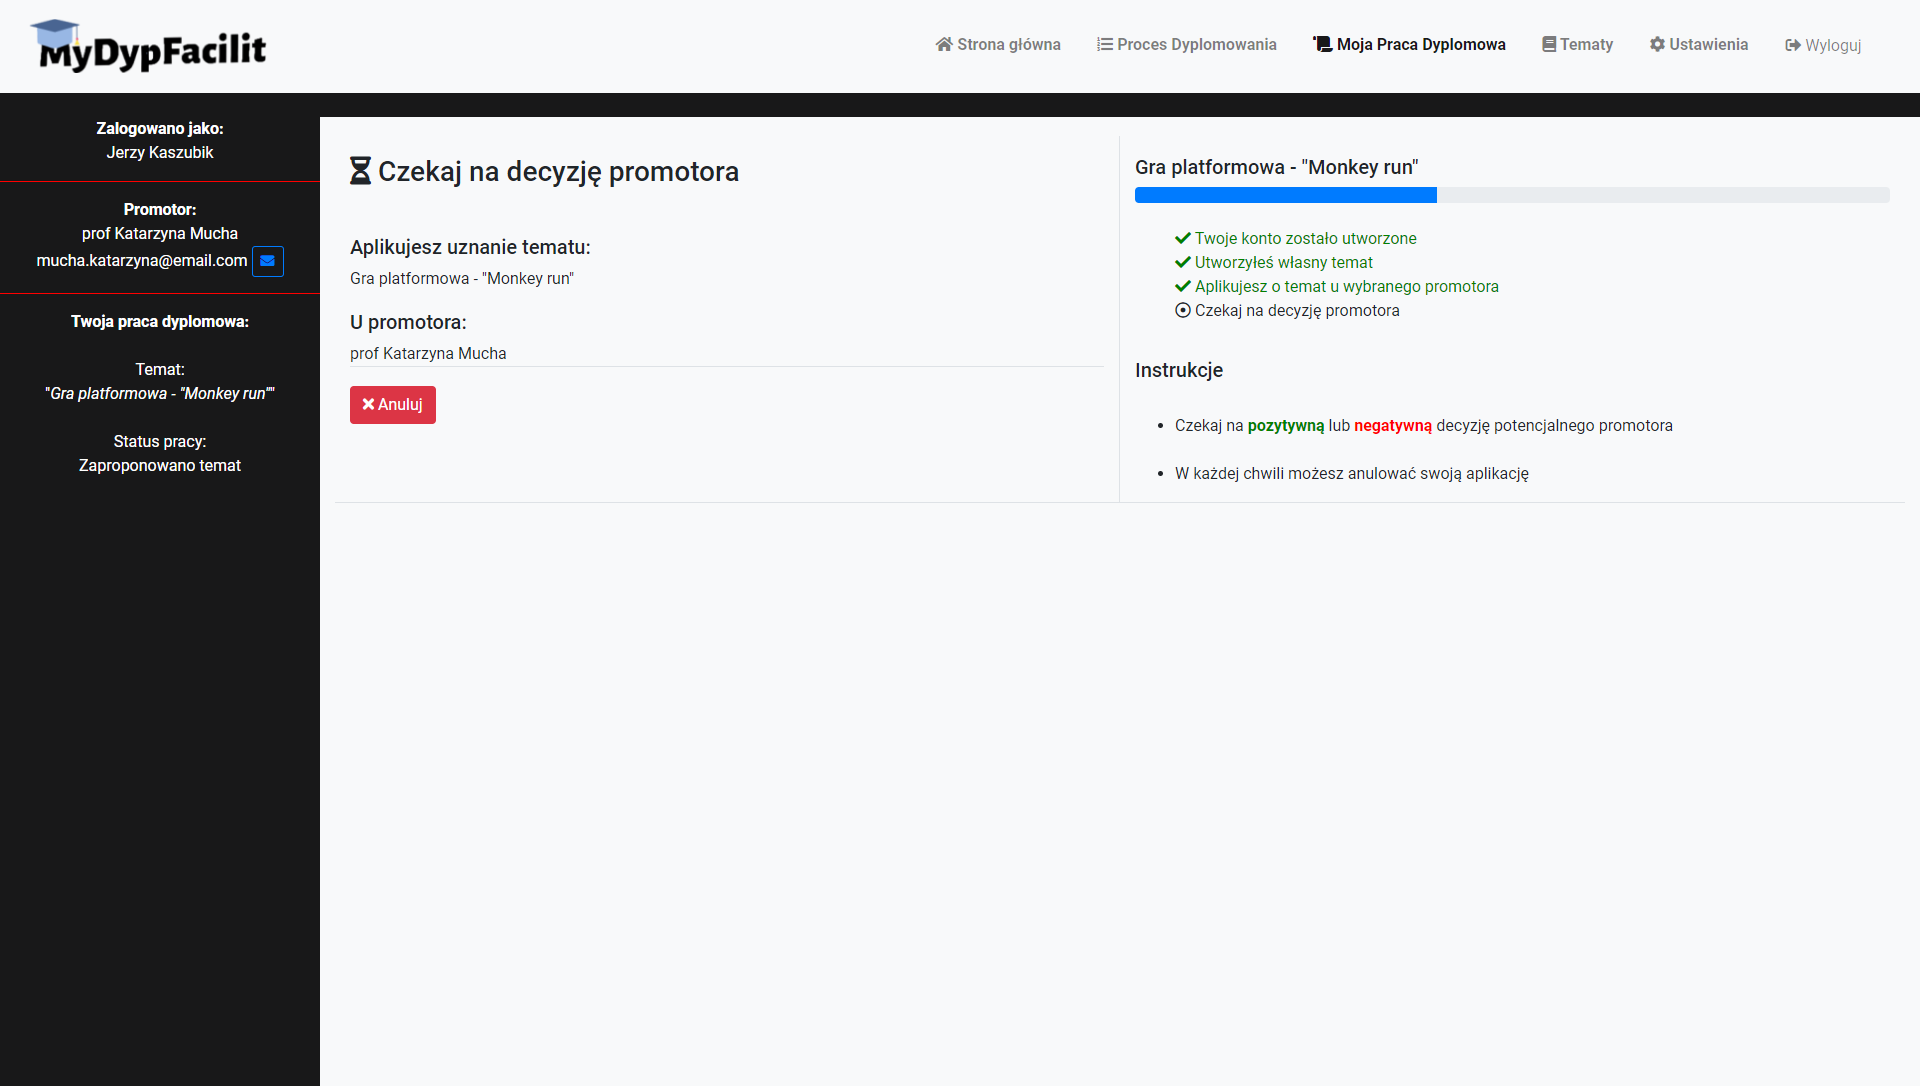 MyDypFacilit
Strona główna
Proces Dyplomowania
Moja Praca Dyplomowa
Tematy
Ustawienia
Wyloguj
Zalogowano jako:
Jerzy Kaszubik
Promotor:
prof Katarzyna Mucha
mucha.katarzyna@email.com
Twoja praca dyplomowa:
Temat:
"Gra platformowa - "Monkey run""
Status pracy:
Zaproponowano temat
Czekaj na decyzję promotora
Aplikujesz uznanie tematu:
Gra platformowa - "Monkey run"
U promotora:
prof Katarzyna Mucha
Anuluj
Gra platformowa - "Monkey run"
Twoje konto zostało utworzone
Utworzyłeś własny temat
Aplikujesz o temat u wybranego promotora
Czekaj na decyzję promotora
Instrukcje
Czekaj na pozytywną lub negatywną decyzję potencjalnego promotora
W każdej chwili możesz anulować swoją aplikację